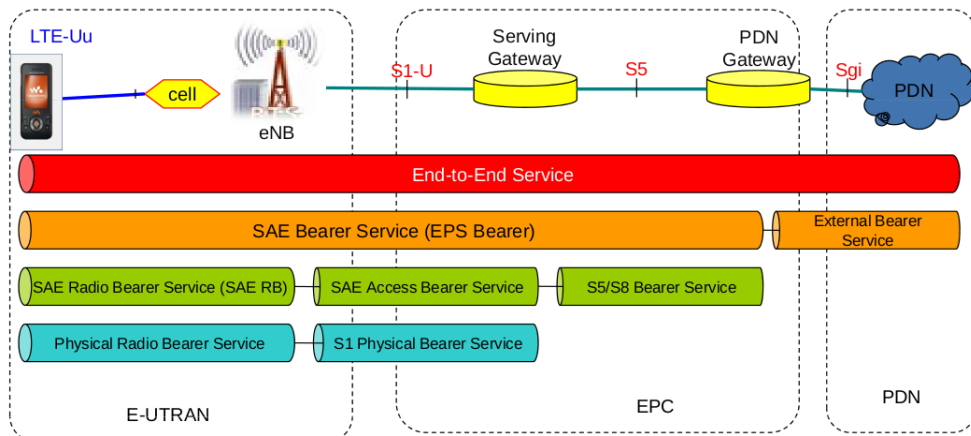 LTE-Uu
cell
eNB
S1-U
Serving
Gateway
S5
PDN
Gateway
Sgi
PDN
End-to-End Service
SAE Bearer Service (EPS Bearer)
External Bearer
Service
SAE Radio Bearer Service (SAE RB)
SAE Access Bearer Service
S5/S8 Bearer Service
Physical Radio Bearer Service
S1 Physical Bearer Service
E-UTRAN
EPC
PDN